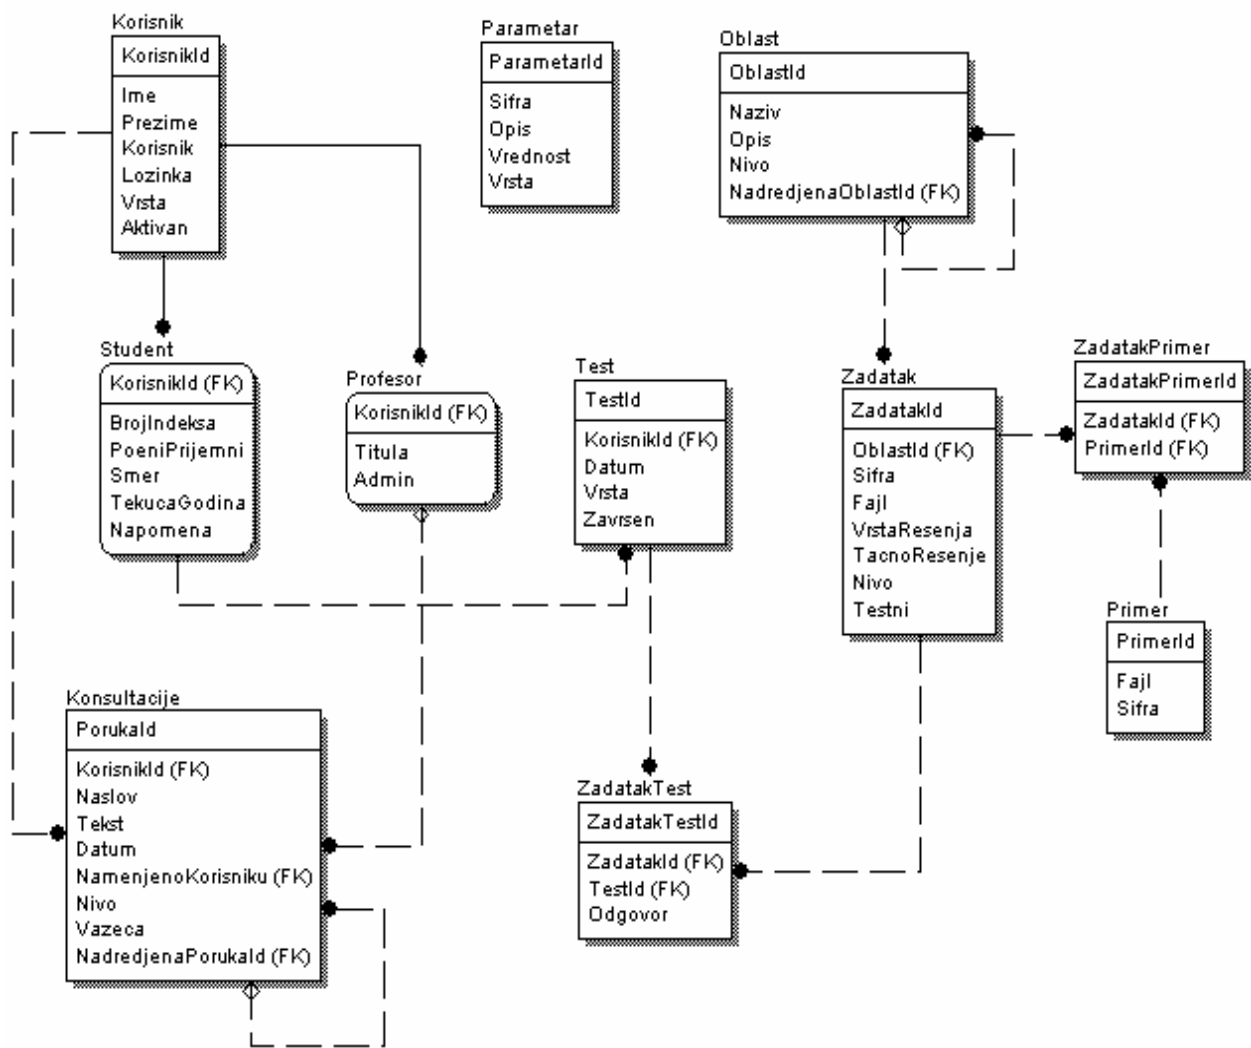 Korisnik
KorisnikId
Ime
Prezime
Korisnik
Lozinka
Vrsta
Aktivan
Parametar
ParametarId
Sifra
Opis
Vrednost
Vrsta
Oblast
OblastId
Naziv
Opis
Nivo
NadredjenaOblastId (FK)
Student
KorisnikId (FK)
BrojIndeksa
PoeniPrijemni
Smer
TekucaGodina
Napomena
Profesor
KorisnikId (FK)
Titula
Admin
Test
TestId
KorisnikId (FK)
Datum
Vrsta
Zavrsen
Zadatak
ZadatakId
OblastId (FK)
Sifra
Fajl
VrstaResenja
TacnoResenje
Nivo
Testni
ZadatakPrimer
ZadatakPrimerId
ZadatakId (FK)
PrimerId (FK)
Primer
PrimerId
Fajl
Sifra
Konsultacije
PorukaId
KorisnikId (FK)
Naslov
Tekst
Datum
NamenjenoKorisniku (FK)
Nivo
Vazeca
NadredjenaPorukaId (FK)
ZadatakTest
ZadatakTestId
ZadatakId (FK)
TestId (FK)
Odgovor